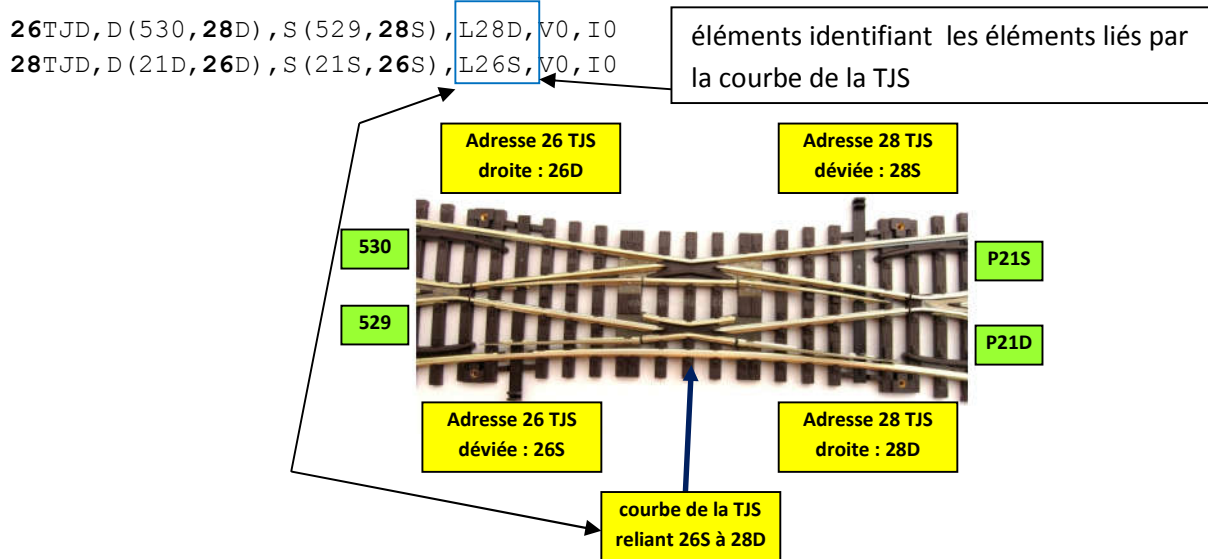 26TJD,D(530,28D),S(529,28S),L28D,V0,I0
28TJD,D(21D,26D),S(21S,26S),L26S,V0,I0
éléments identifiant les éléments liés par
la courbe de la TJS
Adresse 26 TJS
droite : 26D
Adresse 28 TJS
déviée : 28S
530
P21S
529
P21D
Adresse 26 TJS
déviée : 26S
Adresse 28 TJS
droite : 28D
courbe de la TJS
reliant 26S à 28D